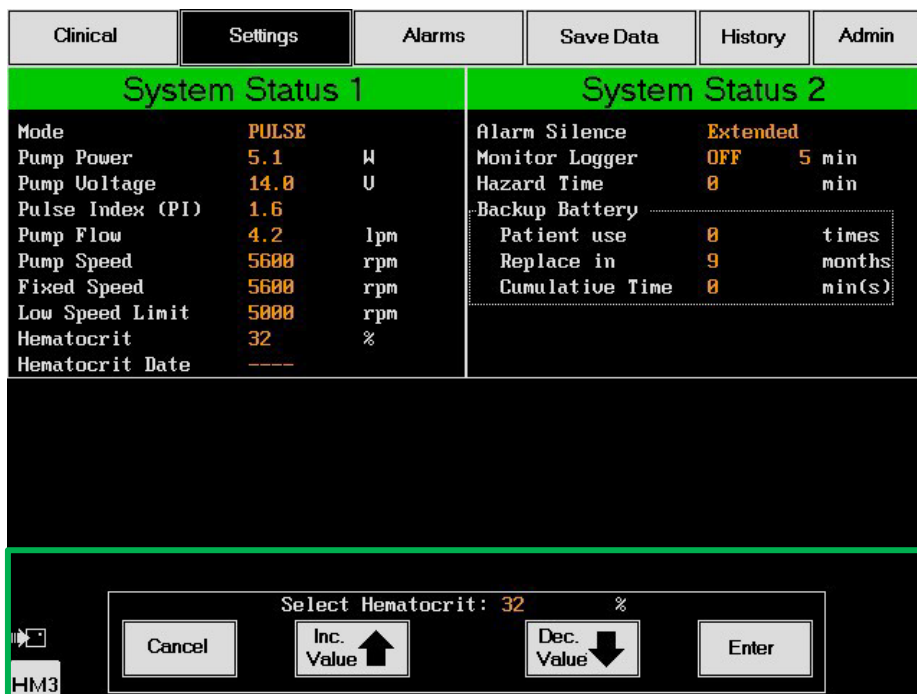 Clinical Settings Alarms Save Data History Admin
System Status 1
Mode PULSE
Pump Power 5.1 W
Pump Voltage 14.0 V
Pulse Index (PI) 1.6
Pump Flow 4.2 lpm
Pump Speed 5600 rpm
Fixed Speed 5600 rpm
Low Speed Limit 5000 rpm
Hematocrit 32 %
Hematocrit Date ----
System Status 2
Alarm Silence Extended
Monitor Logger OFF 5 min
Hazard Time 0 min
Backup Battery
Patient use 0 times
Replace in 9 months
Cumulative Time 0 min(s)
Select Hematocrit: 32 %
Cancel
Inc.
Value
Dec.
Value
Enter
HM3